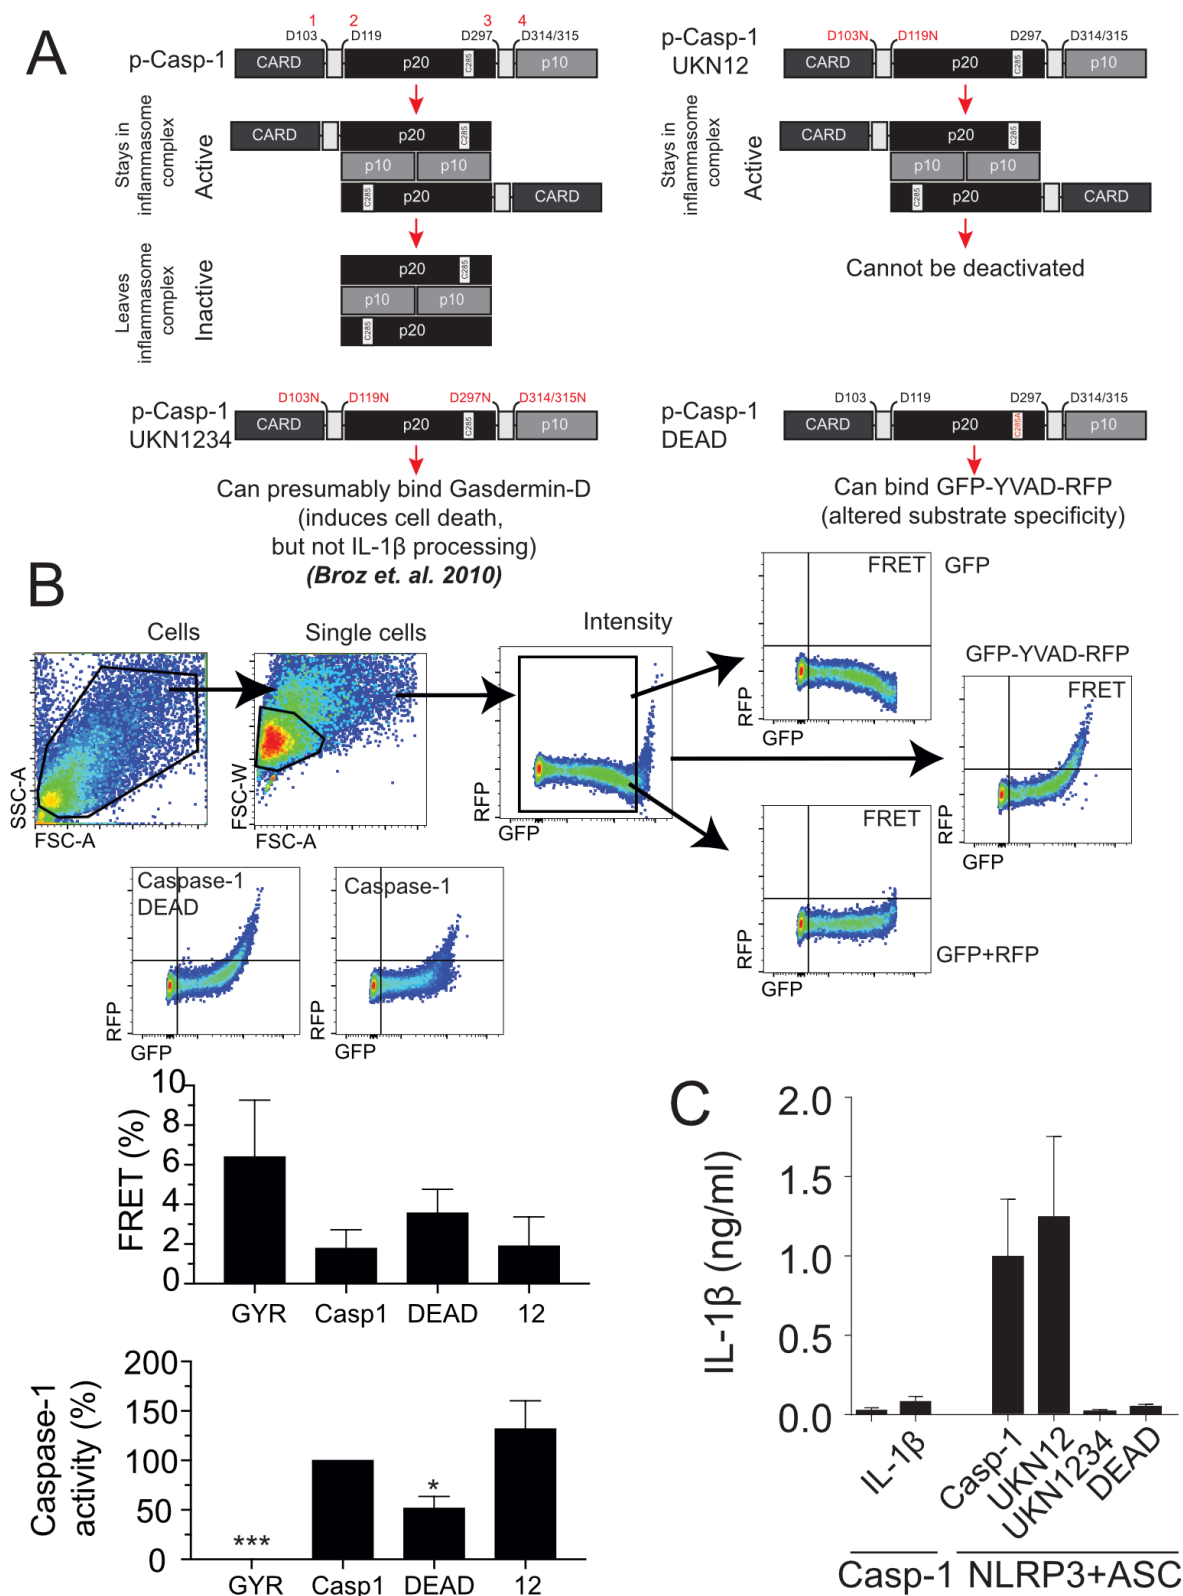 A
1 2 3 4
D103 D119 D297 D314/315
p-Casp-1
CARD p20 C285 p10
Stays in
inflammasome
complex
Active
CARD p20 C285
p10 p10
C285 p20 CARD
Leaves
inflammasome
complex
Inactive
p20 C285
p10 p10
C285 p20
p-Casp-1
UKN12
D103N D119N D297 D314/315
CARD p20 C285 p10
Stays in
inflammasome
complex
Active
CARD p20 C285
p10 p10
C285 p20 CARD
Cannot be deactivated
p-Casp-1
UKN1234
D103N D119N D297N D314/315N
CARD p20 C285 p10
Can presumably bind Gasdermin-D
(induces cell death,
but not IL-1β processing)
(Broz et. al. 2010)
p-Casp-1
DEAD
D103 D119 D297 D314/315
CARD p20 C285A p10
Can bind GFP-YVAD-RFP
(altered substrate specificity)
B
Cells
SSC-A
FSC-A
Single cells
FSC-W
FSC-A
Intensity
RFP
GFP
FRET
GFP
RFP
GFP
GFP-YVAD-RFP
FRET
RFP
GFP
FRET
RFP
GFP
GFP+RFP
Caspase-1
DEAD
RFP
GFP
Caspase-1
RFP
GFP
FRET (%)
10
8
6
4
2
0
GYR Casp1 DEAD 12
Caspase-1
activity (%)
200
150
100
50
0
***
*
GYR Casp1 DEAD 12
C
IL-1β (ng/ml)
2.0
1.5
1.0
0.5
0.0
IL-1β Casp-1 UKN12 UKN1234 DEAD
Casp-1 NLRP3+ASC